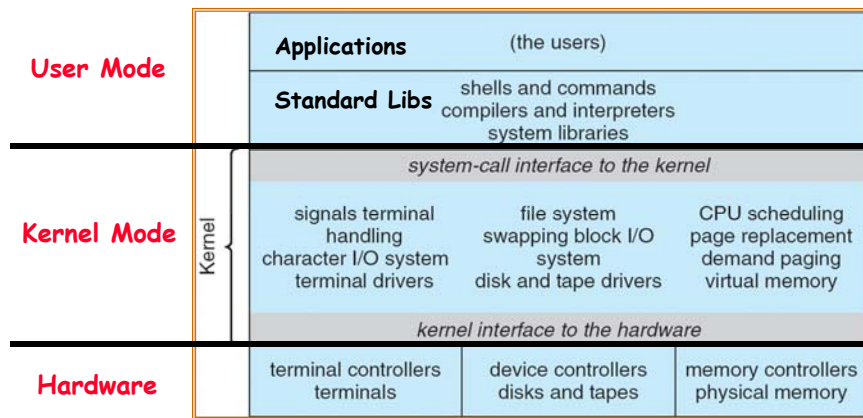 User Mode
Applications
(the users)
Standard Libs
shells and commands
compilers and interpreters
system libraries
Kernel Mode
Kernel
system-call interface to the kernel
signals terminal
handling
character I/O system
terminal drivers
file system
swapping block I/O
system
disk and tape drivers
CPU scheduling
page replacement
demand paging
virtual memory
kernel interface to the hardware
Hardware
terminal controllers
terminals
device controllers
disks and tapes
memory controllers
physical memory